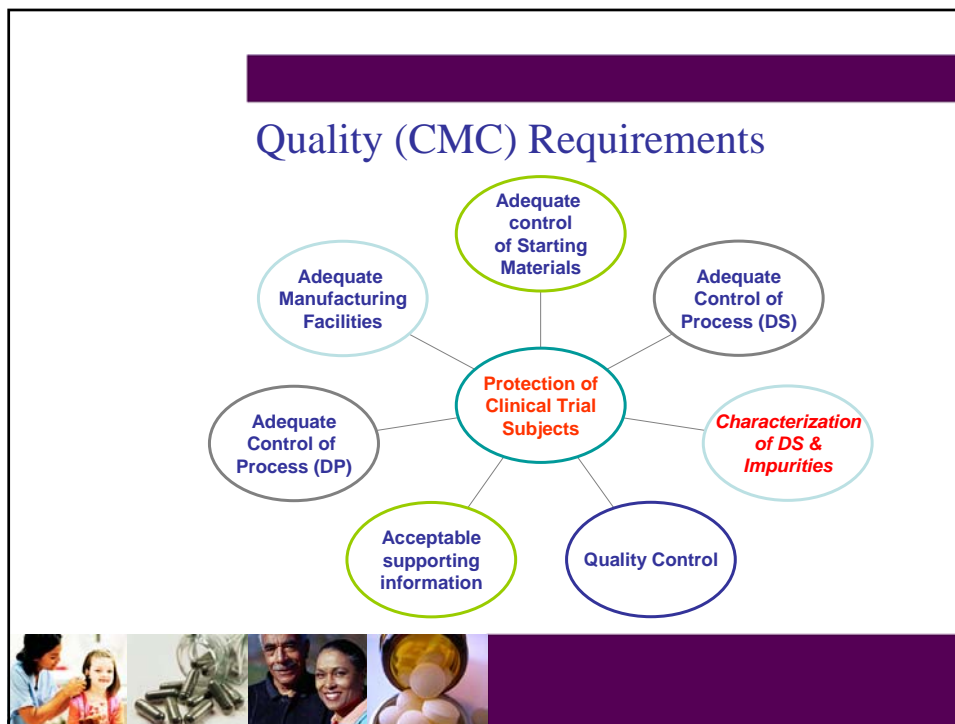 Quality (CMC) Requirements
Adequate
control
of Starting
Materials
Adequate
Manufacturing
Facilities
Adequate
Control of
Process (DS)
Protection of
Clinical Trial
Subjects
Adequate
Control of
Process (DP)
Characterization
of DS &
Impurities
Acceptable
supporting
information
Quality Control